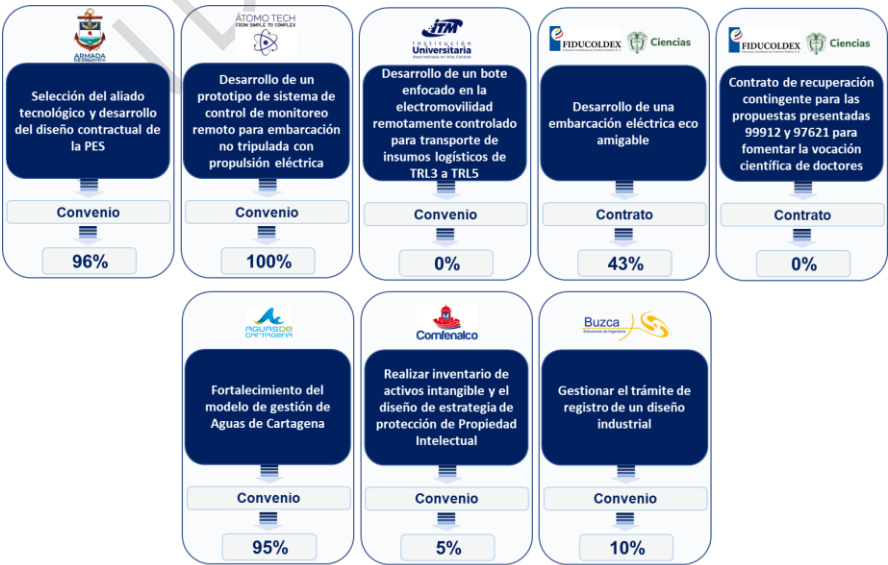 ARMADA
Selección del aliado
tecnológico y desarrollo
del diseño contractual de
la PES
Convenio
96%
ÁTOMO TECH
FROM SIMPLE TO COMPLEX
Desarrollo de un
prototipo de sistema de
control de monitoreo
remoto para embarcación
no tripulada con
propulsión eléctrica
Convenio
100%
iTM
Institución
Universitaria
Desarrollo de un bote
enfocado en la
electromovilidad
remotamente controlado
para transporte de
insumos logísticos de
TRL3 a TRL5
Convenio
0%
FIDUCOLDEX
Ciencias
Desarrollo de una
embarcación eléctrica eco
amigable
Contrato
43%
FIDUCOLDEX
Ciencias
Contrato de recuperación
contingente para las
propuestas presentadas
99912 y 97621 para
fomentar la vocación
científica de doctores
Contrato
0%
AGUAS DE
CARTAGENA
Fortalecimiento del
modelo de gestión de
Aguas de Cartagena
Convenio
95%
Comfenalco
Realizar inventario de
activos intangible y el
diseño de estrategia de
protección de Propiedad
Intelectual
Convenio
5%
Buzca
Soluciones de Ingeniería
Gestionar el trámite de
registro de un diseño
industrial
Convenio
10%